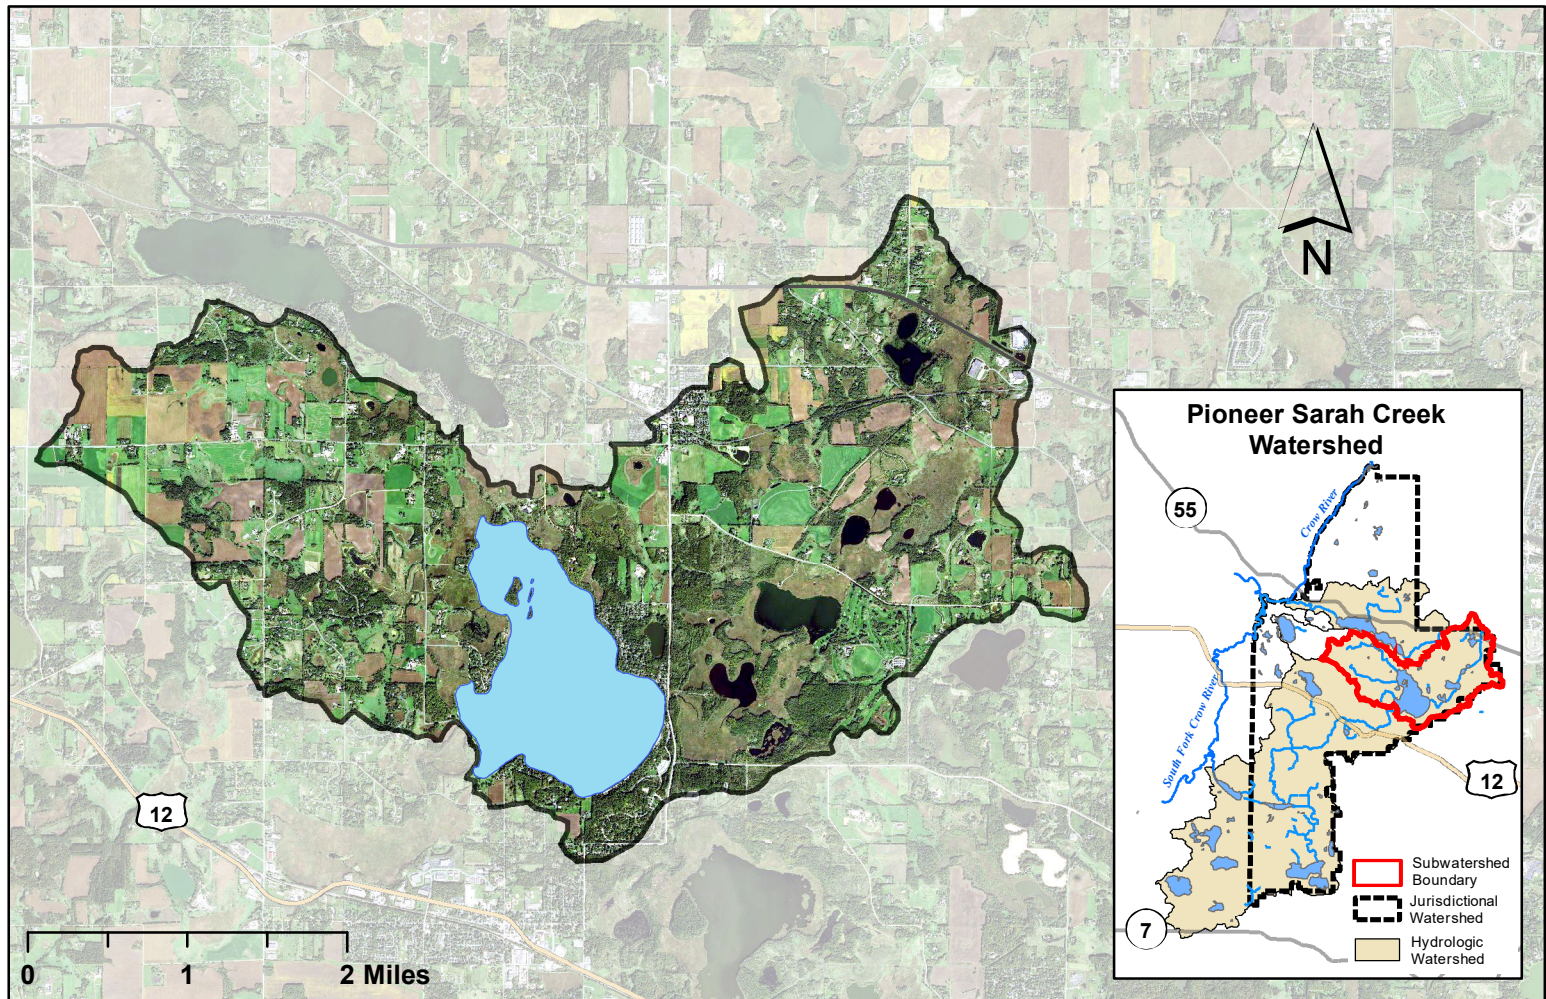 N
12
0
1
2 Miles
Pioneer Sarah Creek
Watershed
55
Crow River
South Fork Crow River
12
7
Subwatershed
Boundary
Jurisdictional
Watershed
Hydrologic
Watershed